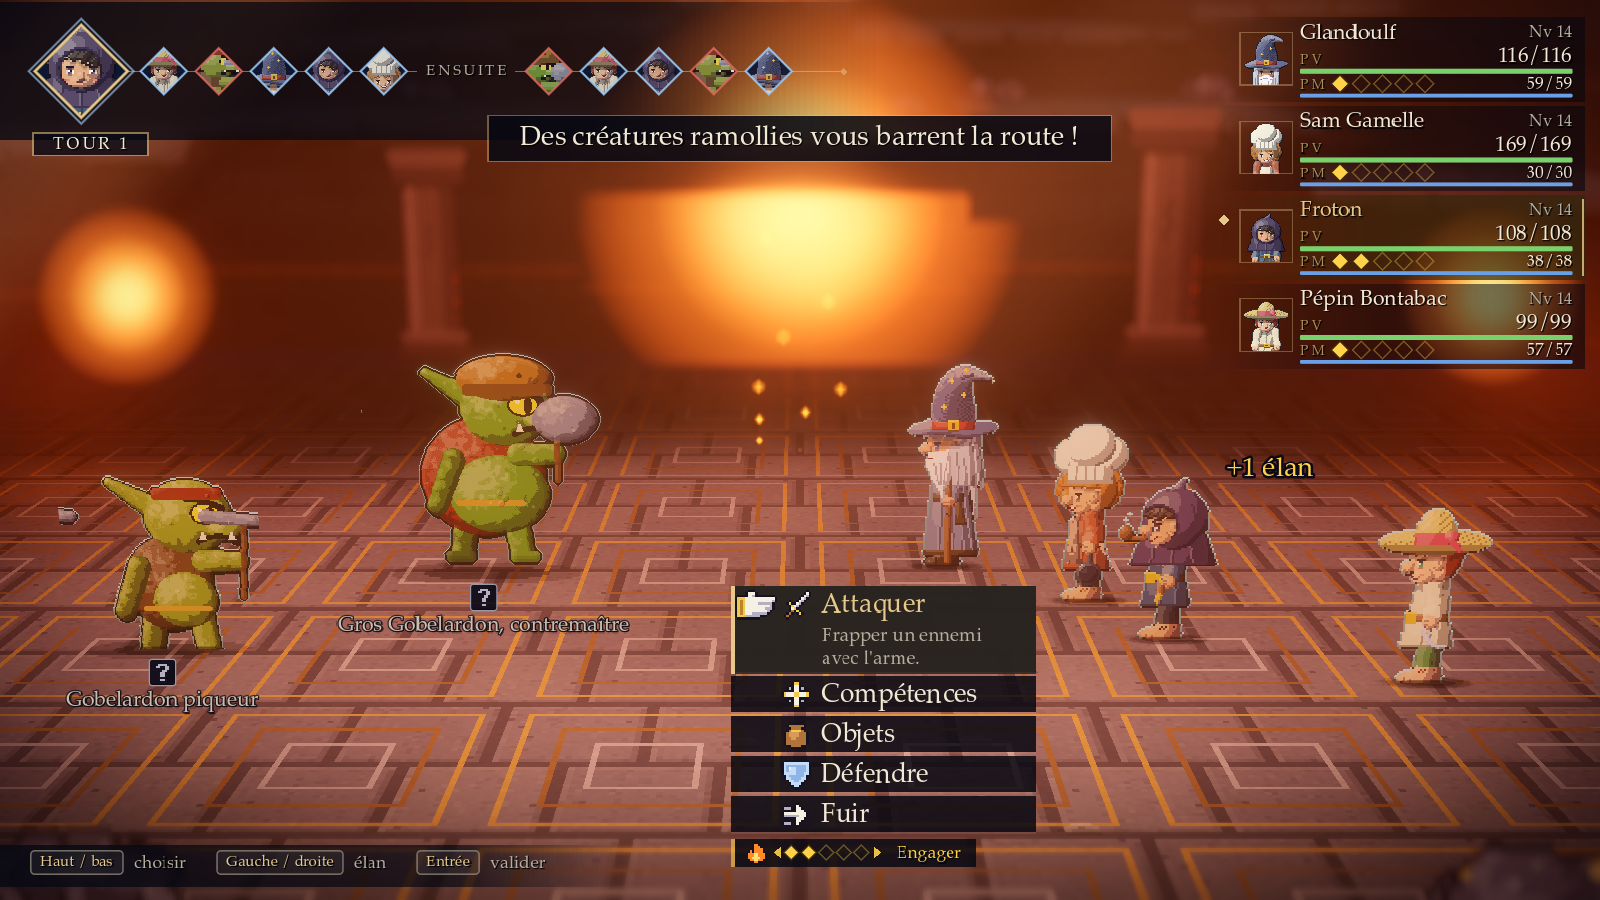 ENSUITE
TOUR 1
Des créatures ramollies vous barrent la route !
Glandoulf
Nv 14
PV
116/116
PM
59/59
Sam Gamelle
Nv 14
PV
169/169
PM
30/30
Froton
Nv 14
PV
108/108
PM
38/38
Pépin Bontabac
Nv 14
PV
99/99
PM
57/57
+1 élan
?
Gros Gobelardon, contremaître
?
Gobelardon piqueur
Attaquer
Frapper un ennemi
avec l'arme.
Compétences
Objets
Défendre
Fuir
Engager
Haut / bas choisir Gauche / droite élan Entrée valider